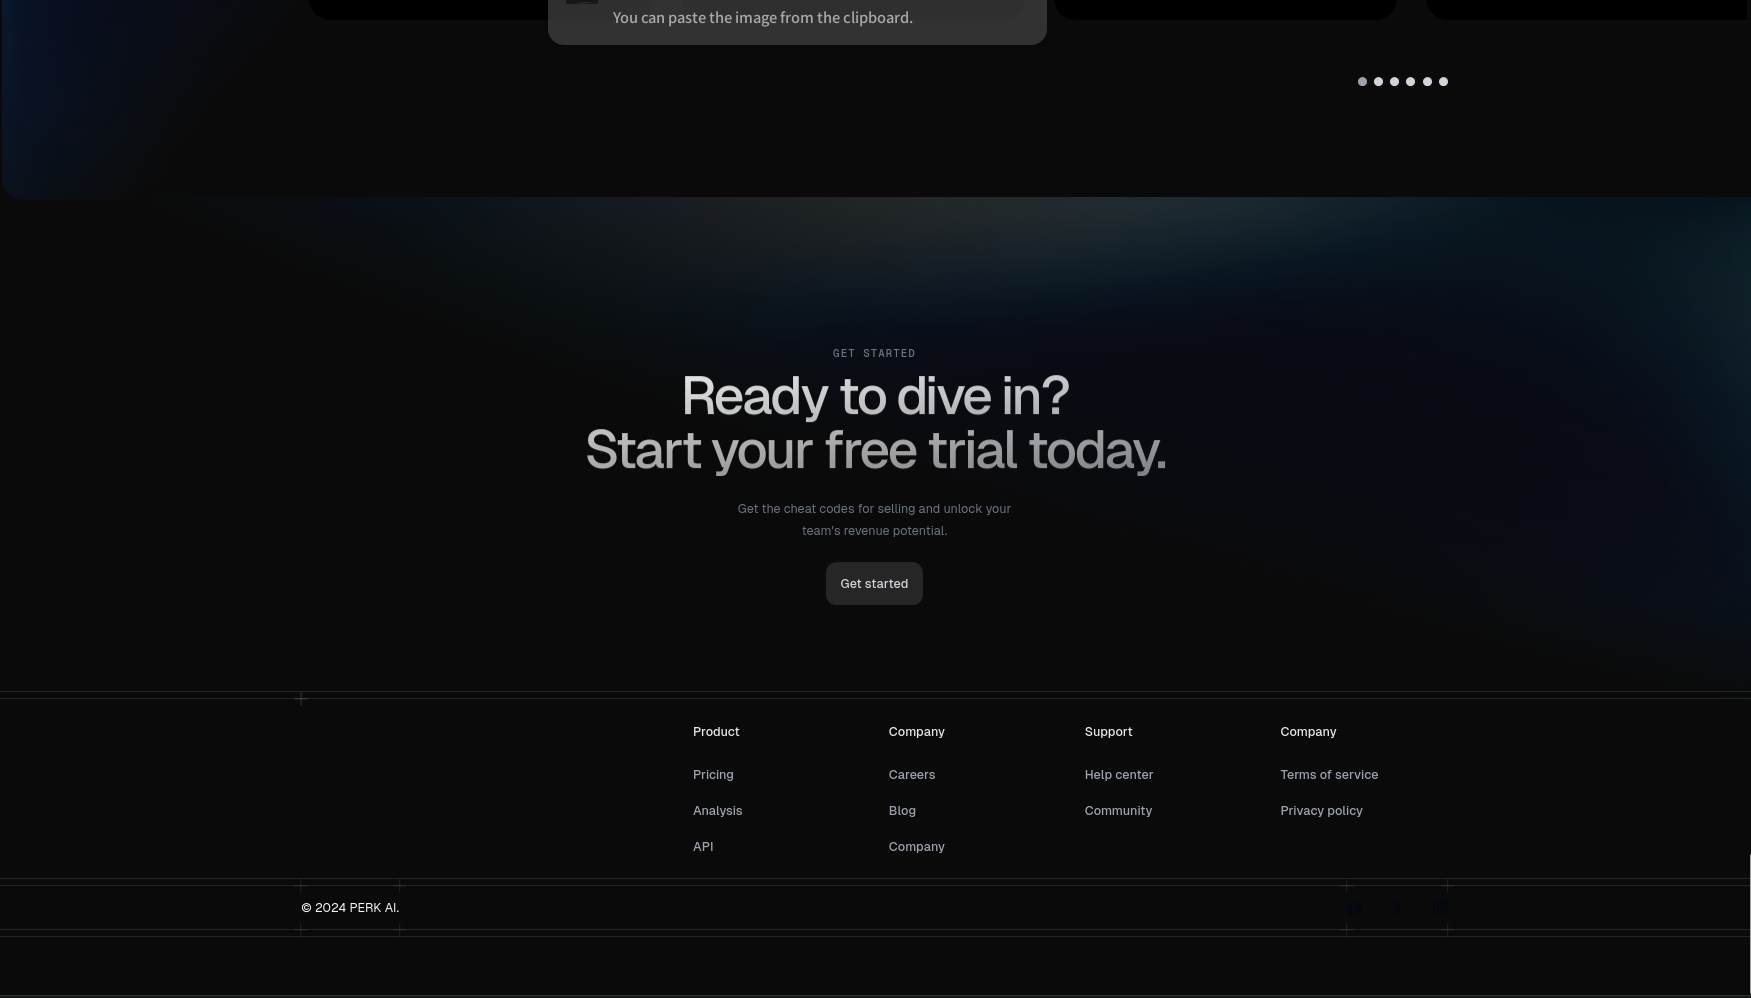 You can paste the image from the clipboard.
GET STARTED
Ready to dive in?
Start your free trial today.
Get the cheat codes for selling and unlock your
team's revenue potential.
Get started
Product
Pricing
Analysis
API
Company
Careers
Blog
Company
Support
Help center
Community
Company
Terms of service
Privacy policy
© 2024 PERK AI.